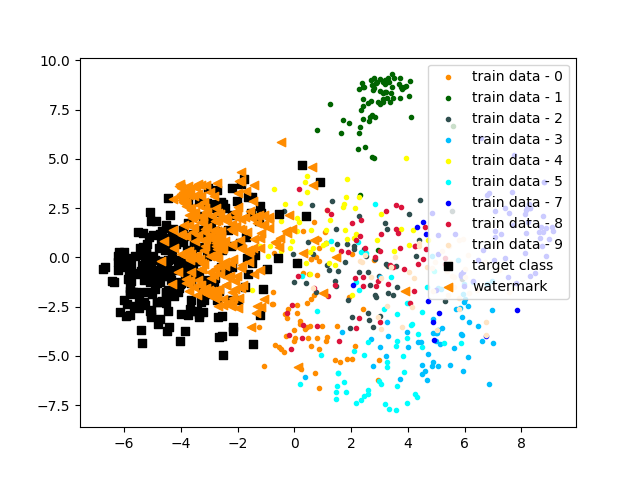 10.0
7.5
5.0
2.5
0.0
−2.5
−5.0
−7.5
−6
−4
−2
0
2
4
6
8
train data - 0
train data - 1
train data - 2
train data - 3
train data - 4
train data - 5
train data - 7
train data - 8
train data - 9
target class
watermark